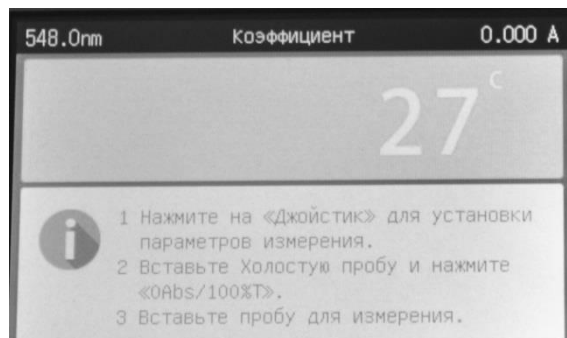 548.0nm Коэффициент 0.000 A
27 C
1 Нажмите на «Джойстик» для установки
параметров измерения.
2 Вставьте Холостую пробу и нажмите
«0Abs/100%T».
3 Вставьте пробу для измерения.